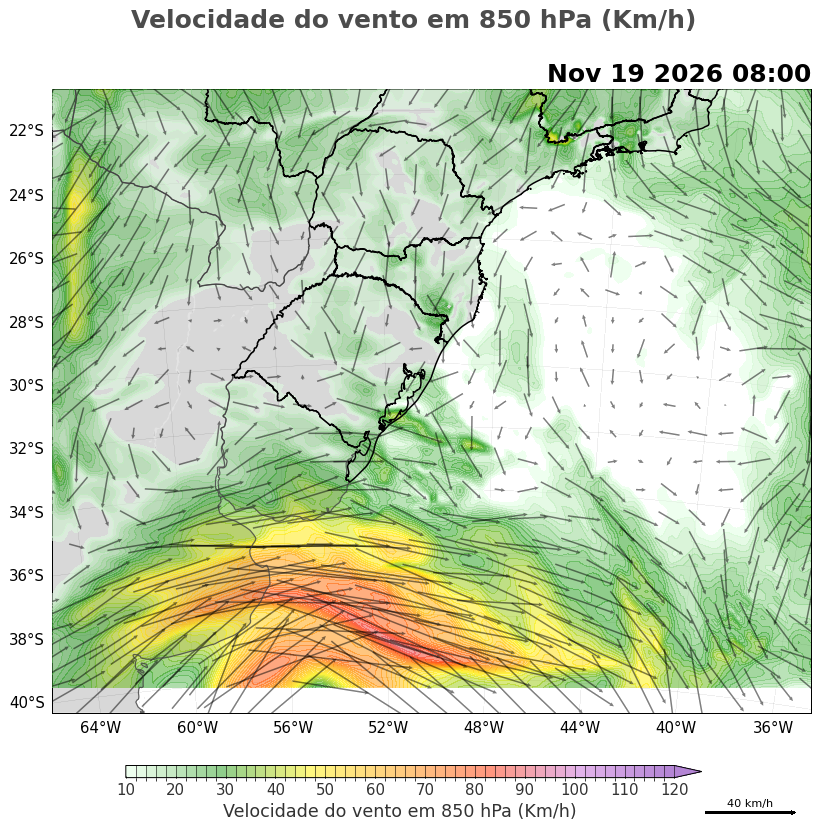 Velocidade do vento em 850 hPa (Km/h)
Nov 19 2026 08:00
22°S
24°S
26°S
28°S
30°S
32°S
34°S
36°S
38°S
40°S
64°W 60°W 56°W 52°W 48°W 44°W 40°W 36°W
10 20 30 40 50 60 70 80 90 100 110 120
Velocidade do vento em 850 hPa (Km/h)
40 km/h